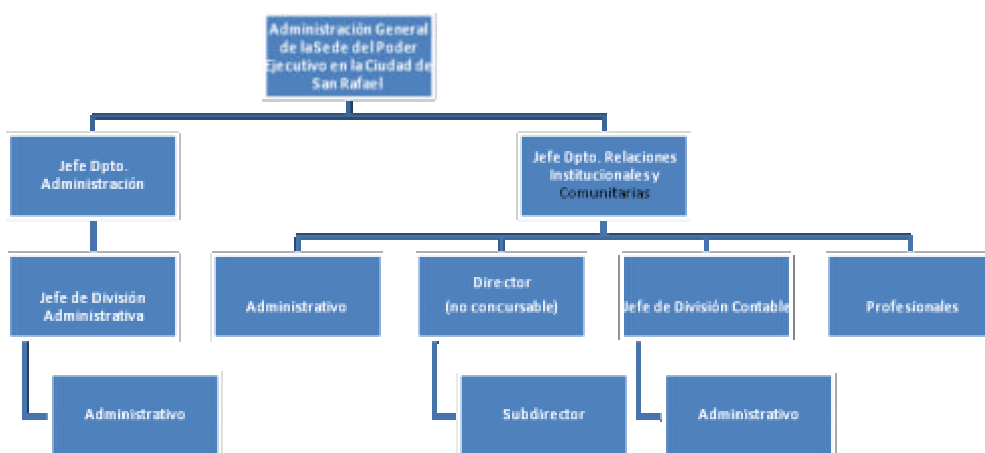 Administración General
de laSede del Poder
Ejecutivo en la Ciudad de
San Rafael
Jefe Dpto.
Administración
Jefe Dpto. Relaciones
Institucionales y
Comunitarias
Jefe de División
Administrativa
Administrativo
Director
(no concursable)
Jefe de División Contable
Profesionales
Administrativo
Subdirector
Administrativo